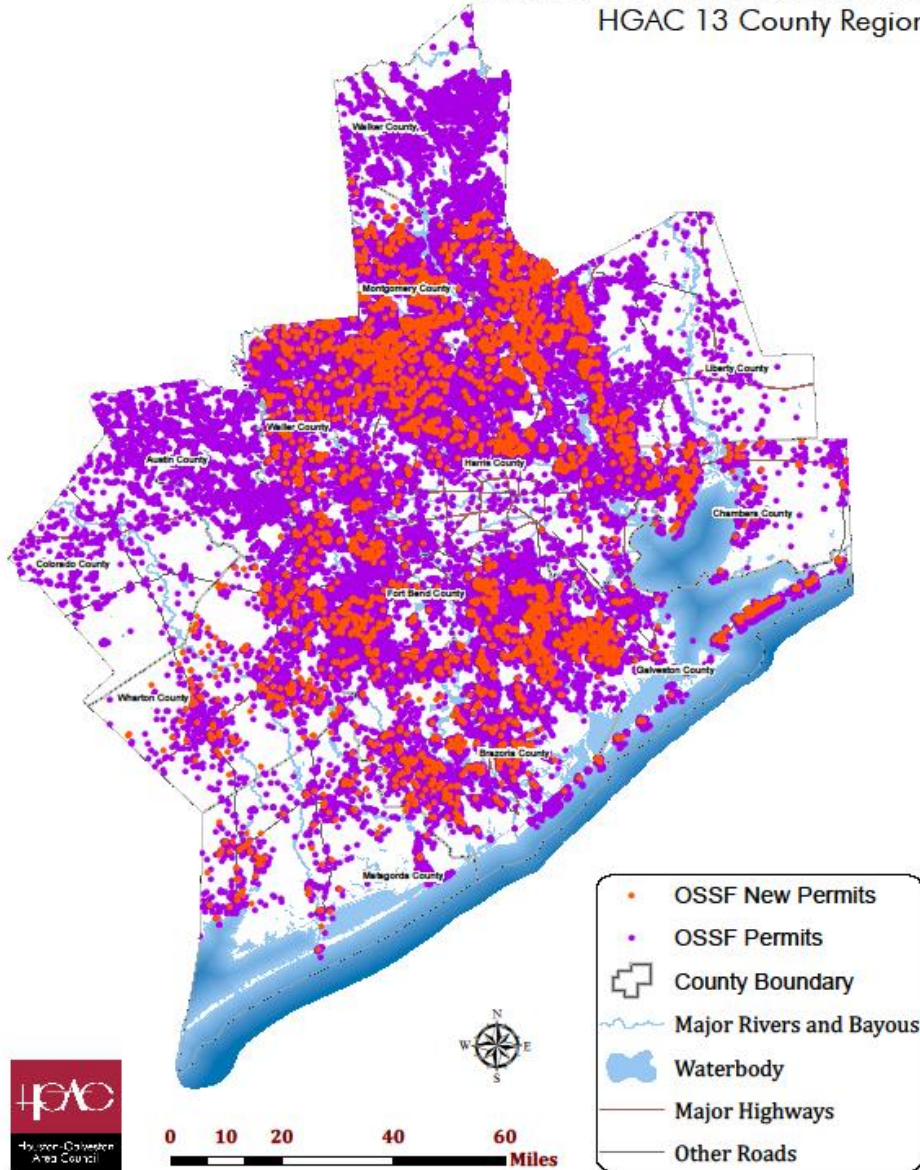 HGAC 13 County Region
Walker County
Montgomery County
Liberty County
Waller County
Austin County
Harris County
Chambers County
Colorado County
Fort Bend County
Galveston County
Wharton County
Brazoria County
Matagorda County
OSSF New Permits
OSSF Permits
County Boundary
Major Rivers and Bayous
Waterbody
Major Highways
Other Roads
N
W
E
S
HGAC
Houston-Galveston
Area Council
0 10 20 40 60
Miles